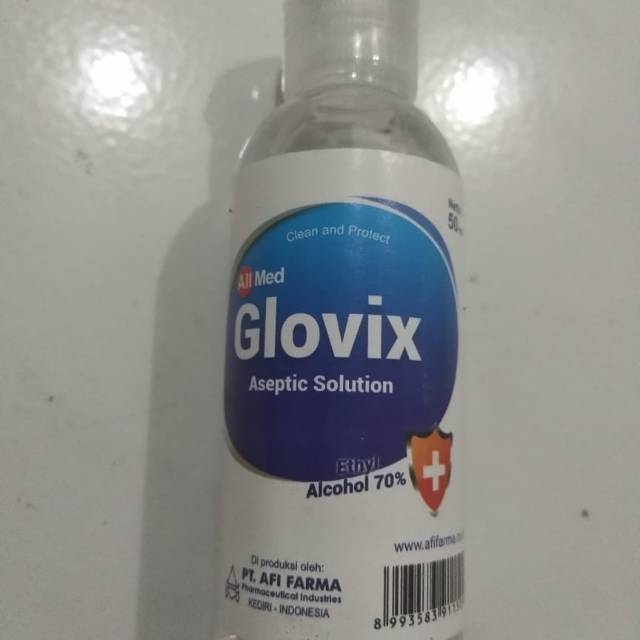 Clean and Protect
All Med
Glovix
Aseptic Solution
Ethyl
Alcohol 70%
Di produksi oleh:
PT. AFI FARMA
Pharmaceutical Industries
KEDIRI - INDONESIA